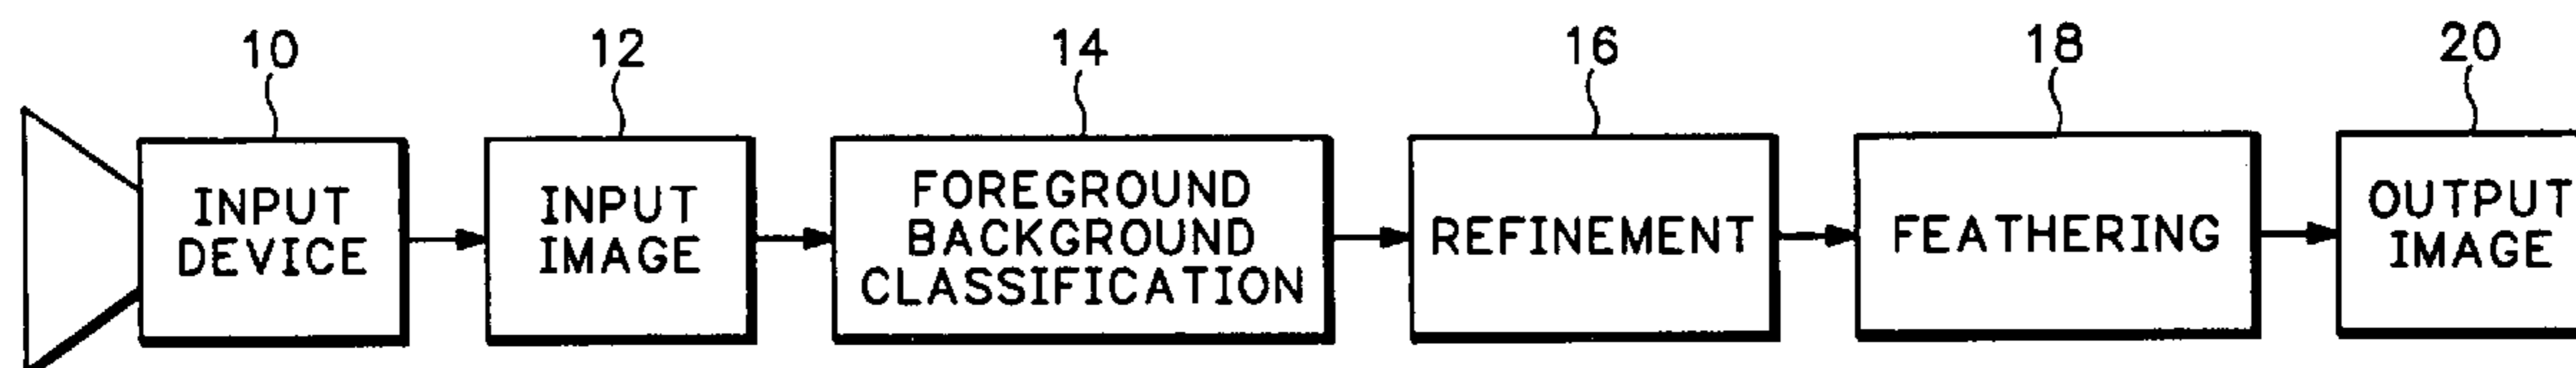 10
12
14
16
18
20
INPUT
DEVICE
INPUT
IMAGE
FOREGROUND
BACKGROUND
CLASSIFICATION
REFINEMENT
FEATHERING
OUTPUT
IMAGE